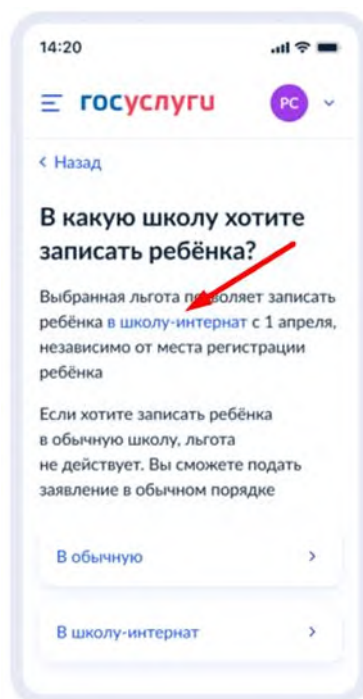 14:20
госуслуги
РС
Назад
В какую школу хотите
записать ребёнка?
Выбранная льгота позволяет записать
ребёнка в школу-интернат с 1 апреля,
независимо от места регистрации
ребёнка
Если хотите записать ребёнка
в обычную школу, льгота
не действует. Вы сможете подать
заявление в обычном порядке
В обычную
В школу-интернат